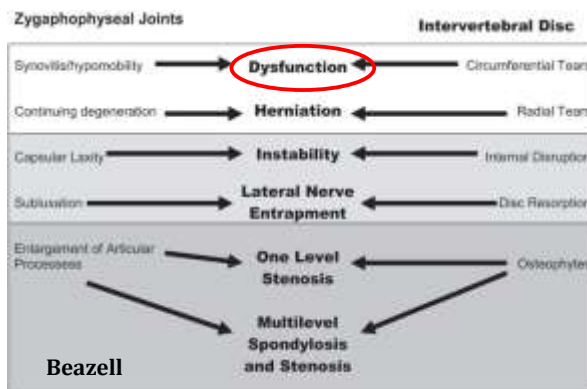 Zygaphophyseal Joints
Intervertebral Disc
Synovitis/hypomobility
Dysfunction
Circumferential Tears
Continuing degeneration
Herniation
Radial Tears
Capsular Laxity
Instability
Internal Disruption
Subluxation
Lateral Nerve
Entrapment
Disc Resorption
Enlargement of Articular
Processess
One Level
Stenosis
Osteophytes
Multilevel
Spondylosis
and Stenosis
Beazell